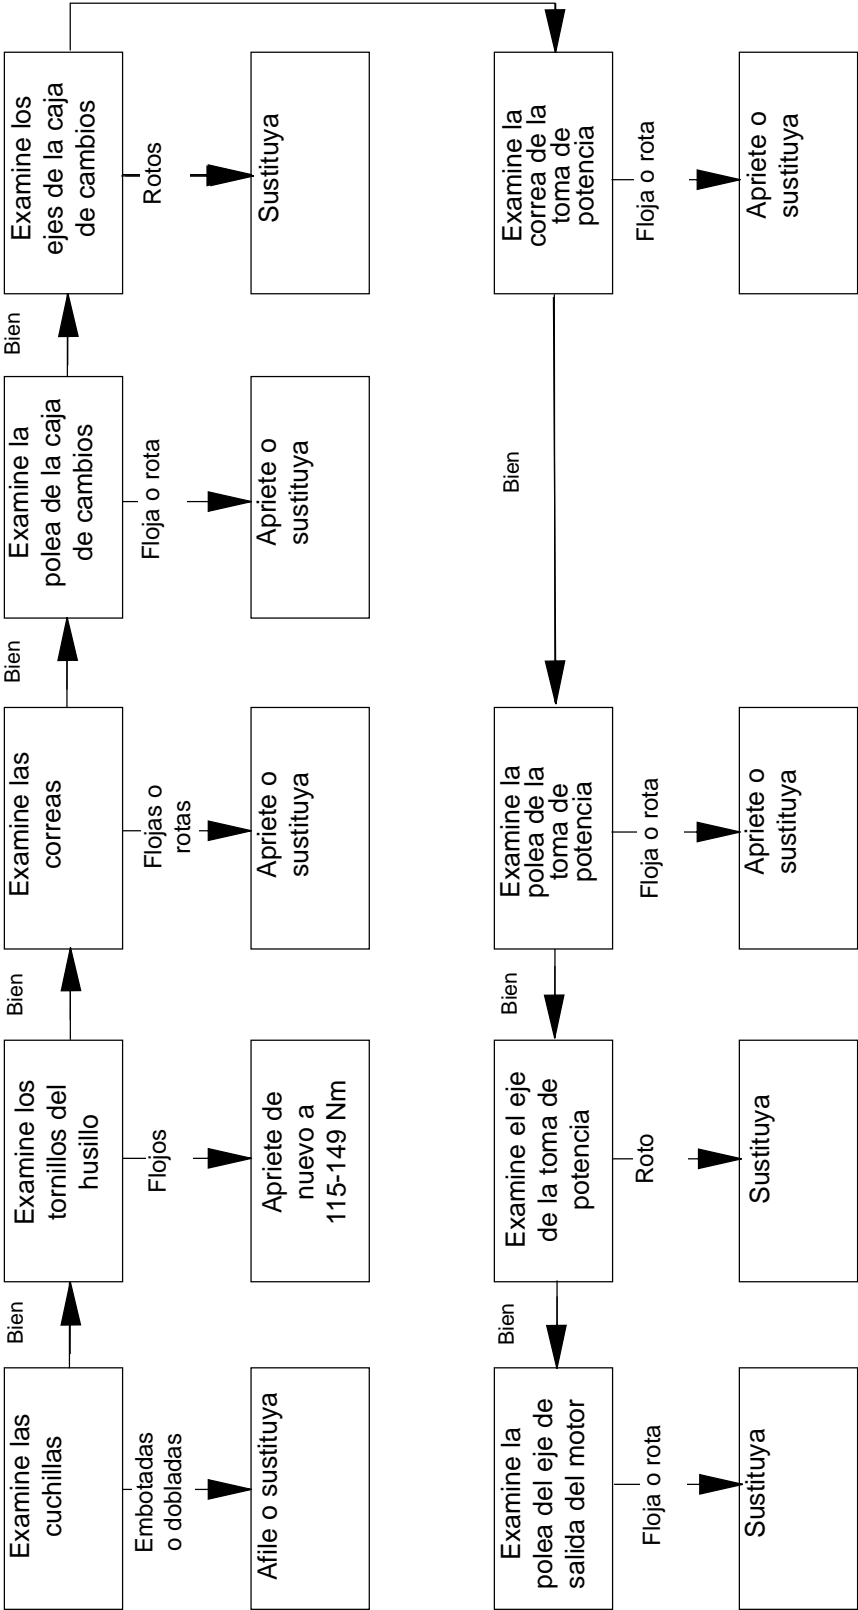 Examine las
cuchillas
Bien
Examine los
tornillos del
husillo
Bien
Examine las
correas
Bien
Examine la
polea de la caja
de cambios
Bien
Examine los
ejes de la caja
de cambios
Embotadas
o dobladas
Flojos
Flojas o
rotas
Floja o rota
Rotos
Afile o sustituya
Apriete de
nuevo a
115-149 Nm
Apriete o
sustituya
Apriete o
sustituya
Sustituya
Examine la
polea del eje de
salida del motor
Bien
Examine el eje
de la toma de
potencia
Bien
Examine la
polea de la
toma de
potencia
Bien
Examine la
correa de la
toma de
potencia
Floja o rota
Roto
Floja o rota
Floja o rota
Sustituya
Sustituya
Apriete o
sustituya
Apriete o
sustituya